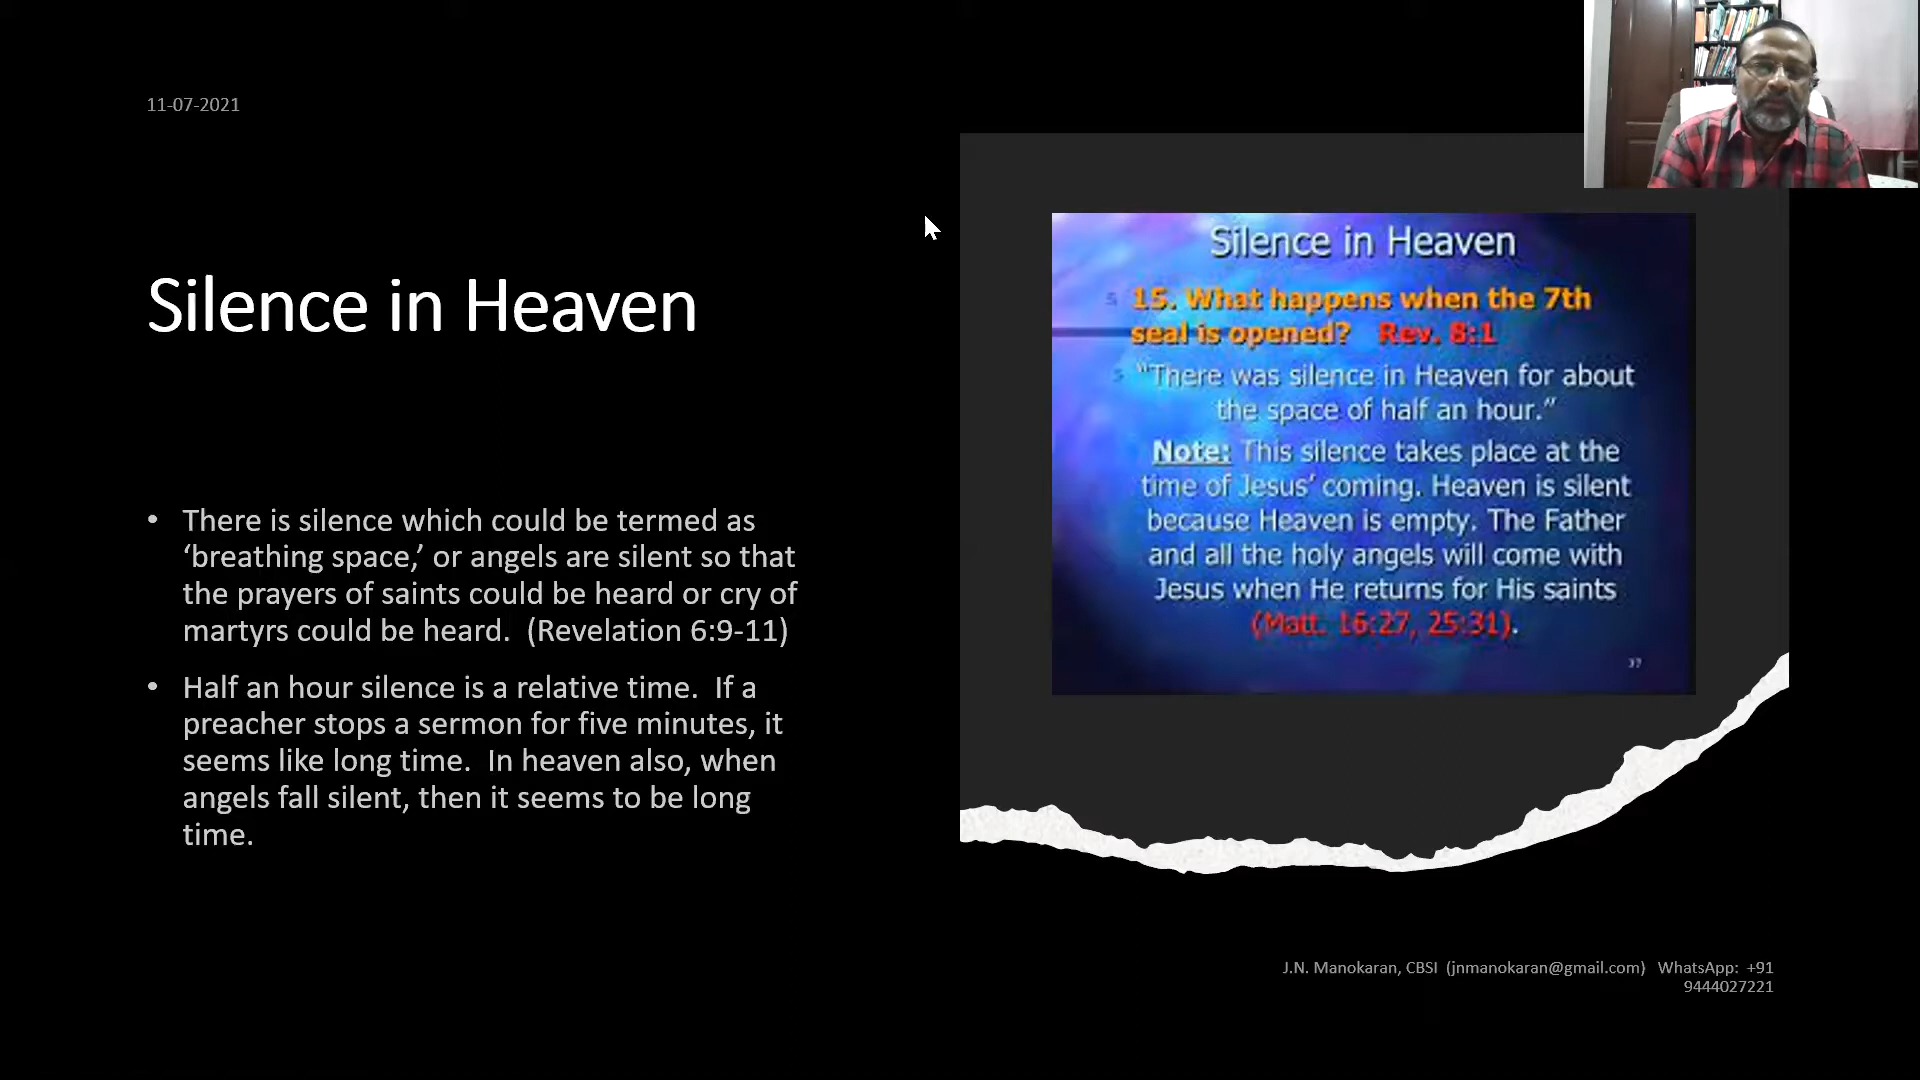 11-07-2021
Silence in Heaven
• There is silence which could be termed as
‘breathing space,’ or angels are silent so that
the prayers of saints could be heard or cry of
martyrs could be heard.  (Revelation 6:9-11)
• Half an hour silence is a relative time.  If a
preacher stops a sermon for five minutes, it
seems like long time.  In heaven also, when
angels fall silent, then it seems to be long
time.
Silence in Heaven
15. What happens when the 7th
seal is opened?   Rev. 8:1
“There was silence in Heaven for about
the space of half an hour.”
Note: This silence takes place at the
time of Jesus’ coming. Heaven is silent
because Heaven is empty. The Father
and all the holy angels will come with
Jesus when He returns for His saints
(Matt. 16:27, 25:31).
37
J.N. Manokaran, CBSI  (jnmanokaran@gmail.com)   WhatsApp:  +91
9444027221